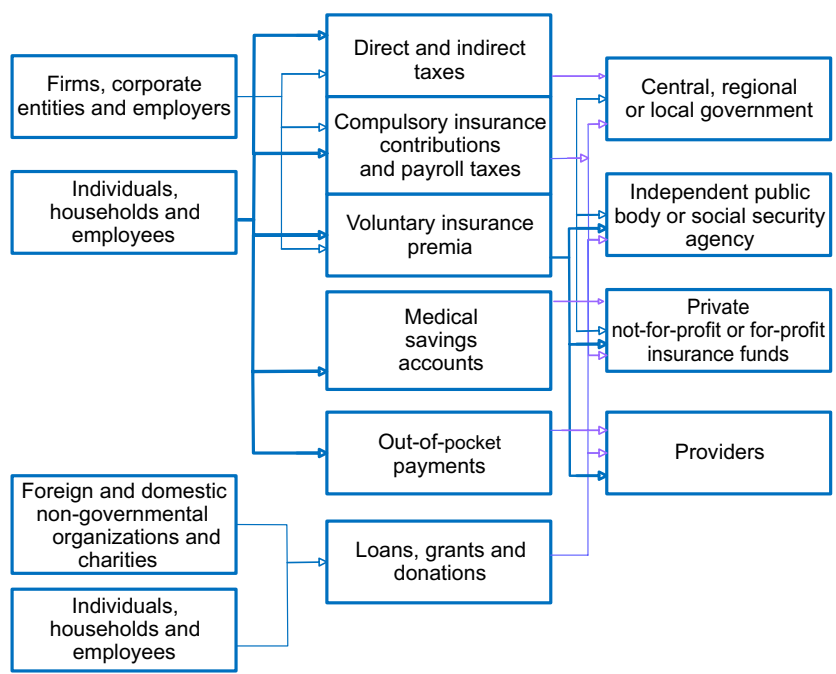 Firms, corporate
entities and employers
Individuals,
households and
employees
Foreign and domestic
non-governmental
organizations and
charities
Individuals,
households and
employees
Direct and indirect
taxes
Compulsory insurance
contributions
and payroll taxes
Voluntary insurance
premia
Medical
savings
accounts
Out-of-pocket
payments
Loans, grants and
donations
Central, regional
or local government
Independent public
body or social security
agency
Private
not-for-profit or for-profit
insurance funds
Providers